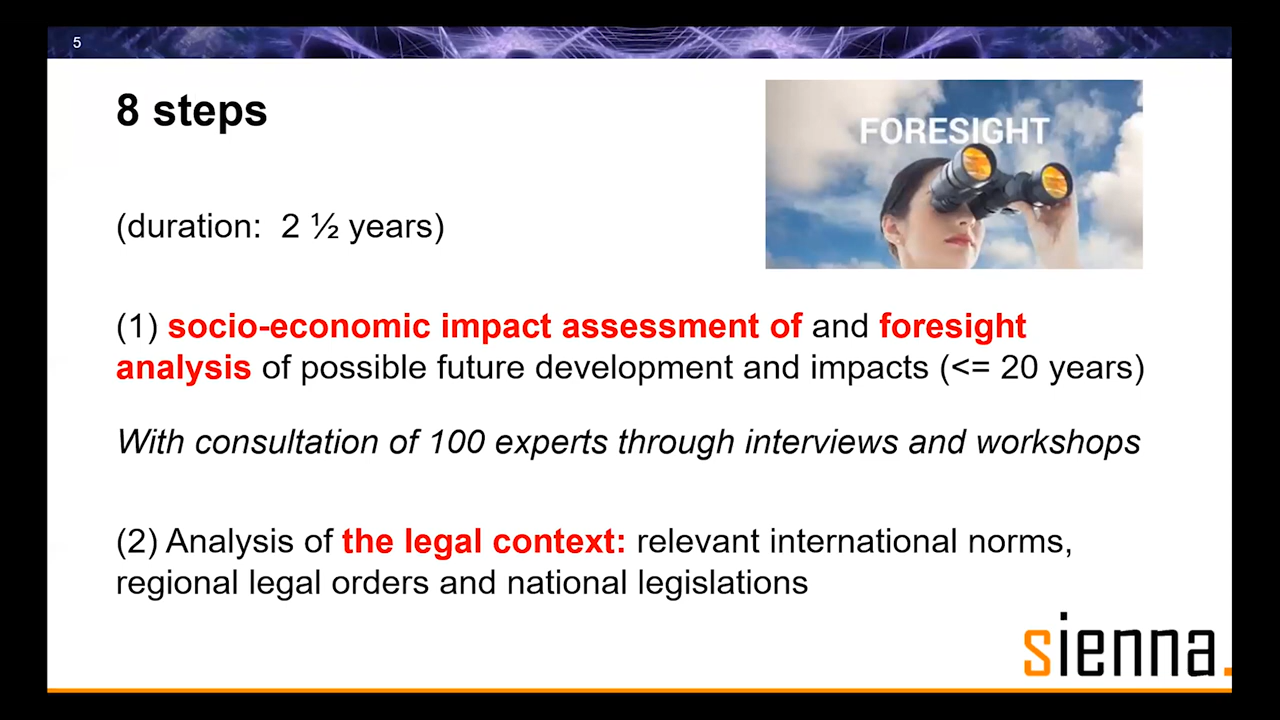 5
8 steps
FORESIGHT
(duration:  2 ½ years)
(1) socio-economic impact assessment of and foresight
analysis of possible future development and impacts (<= 20 years)
With consultation of 100 experts through interviews and workshops
(2) Analysis of the legal context: relevant international norms,
regional legal orders and national legislations
sienna.